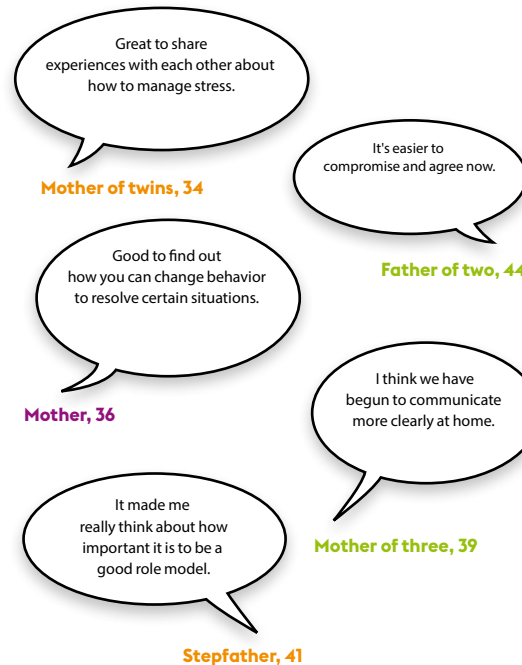 Great to share
experiences with each other about
how to manage stress.
Mother of twins, 34
It's easier to
compromise and agree now.
Father of two, 44
Good to find out
how you can change behavior
to resolve certain situations.
Mother, 36
I think we have
begun to communicate
more clearly at home.
Mother of three, 39
It made me
really think about how
important it is to be a
good role model.
Stepfather, 41